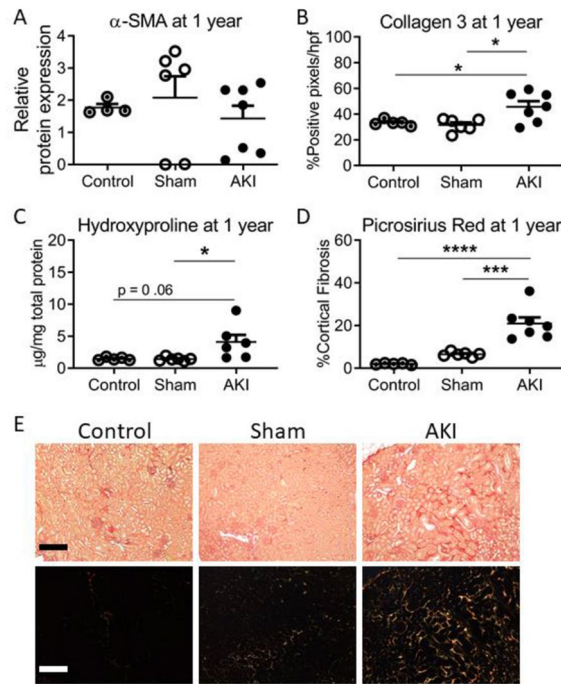 A
α-SMA at 1 year
Relative
protein expression
4
3
2
1
0
Control Sham AKI
B
Collagen 3 at 1 year
%Positive pixels/hpf
100
80
60
40
20
0
*
*
Control Sham AKI
C
Hydroxyproline at 1 year
µg/mg total protein
20
15
10
5
0
*
p = 0.06
Control Sham AKI
D
Picrosirius Red at 1 year
%Cortical Fibrosis
60
40
20
0
****
***
Control Sham AKI
E
Control Sham AKI